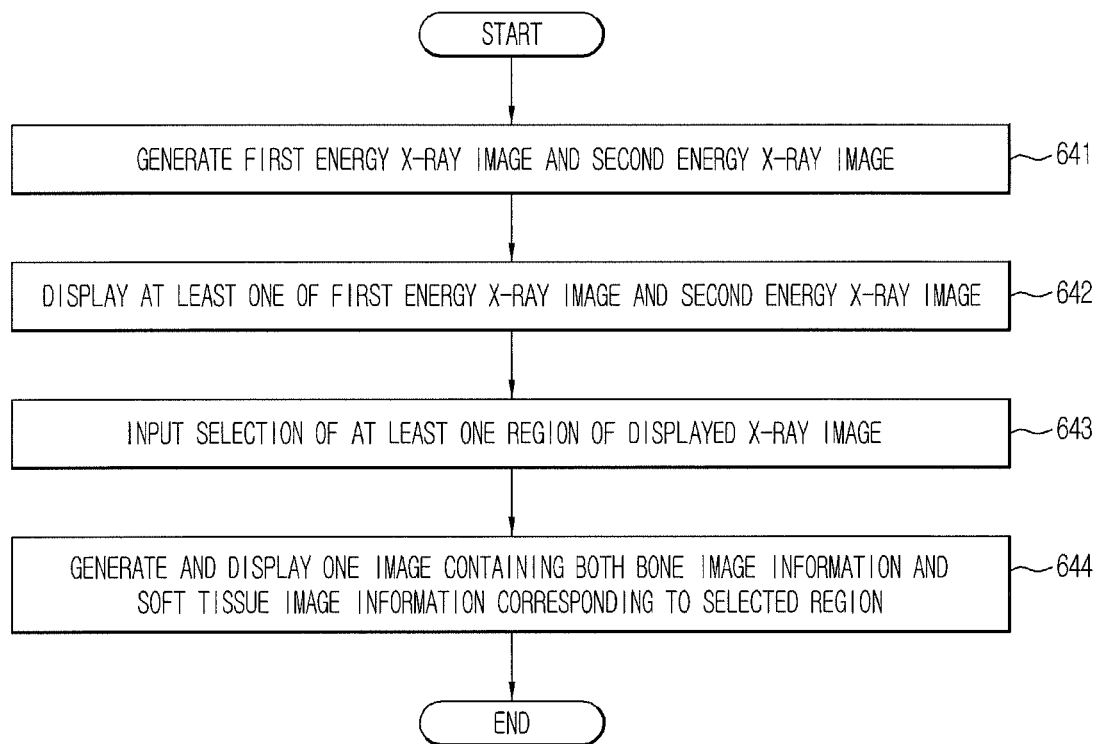 START
GENERATE FIRST ENERGY X-RAY IMAGE AND SECOND ENERGY X-RAY IMAGE
641
DISPLAY AT LEAST ONE OF FIRST ENERGY X-RAY IMAGE AND SECOND ENERGY X-RAY IMAGE
642
INPUT SELECTION OF AT LEAST ONE REGION OF DISPLAYED X-RAY IMAGE
643
GENERATE AND DISPLAY ONE IMAGE CONTAINING BOTH BONE IMAGE INFORMATION AND
SOFT TISSUE IMAGE INFORMATION CORRESPONDING TO SELECTED REGION
644
END